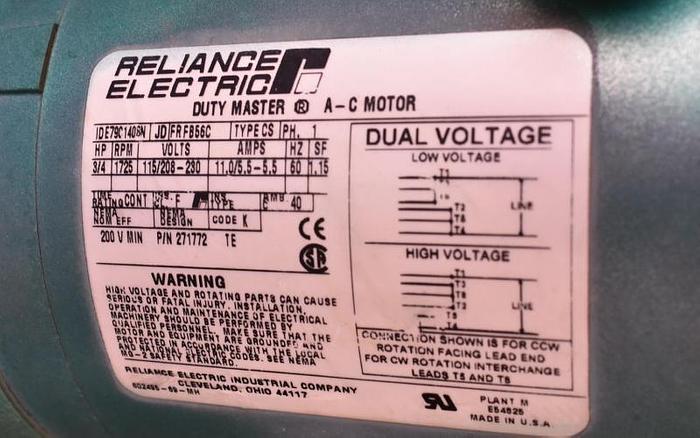 RELIANCE
ELECTRIC
DUTY MASTER ® A-C MOTOR
JD FR FB56C TYPE CS PH. 1
HP RPM VOLTS AMPS HZ SF
3/4 1725 115/208-230 11.0/5.5-5.5 60 1.15
RATING CONT F TYPE AMB. 40
NEMA NOM EFF NEMA DESIGN CODE K
200 V MIN P/N 271772 TE
CE
SA
WARNING
HIGH VOLTAGE AND ROTATING PARTS CAN CAUSE
SERIOUS OR FATAL INJURY. INSTALLATION,
OPERATION AND MAINTENANCE OF ELECTRICAL
MACHINERY SHOULD BE PERFORMED BY
QUALIFIED PERSONNEL. MAKE SURE THAT THE
MOTOR AND EQUIPMENT ARE GROUNDED AND
PROTECTED IN ACCORDANCE WITH THE LOCAL
AND NATIONAL ELECTRIC CODES. SEE NEMA
MG-2 SAFETY STANDARD.
RELIANCE ELECTRIC INDUSTRIAL COMPANY
CLEVELAND, OHIO 44117
DUAL VOLTAGE
LOW VOLTAGE
T1
T2
T5
T4
LINE
HIGH VOLTAGE
T1
T3
T8
T2
T5
T4
LINE
CONNECTION SHOWN IS FOR CCW
ROTATION FACING LEAD END
FOR CW ROTATION INTERCHANGE
LEADS T5 AND T8
PLANT M
E54825
MADE IN U.S.A.